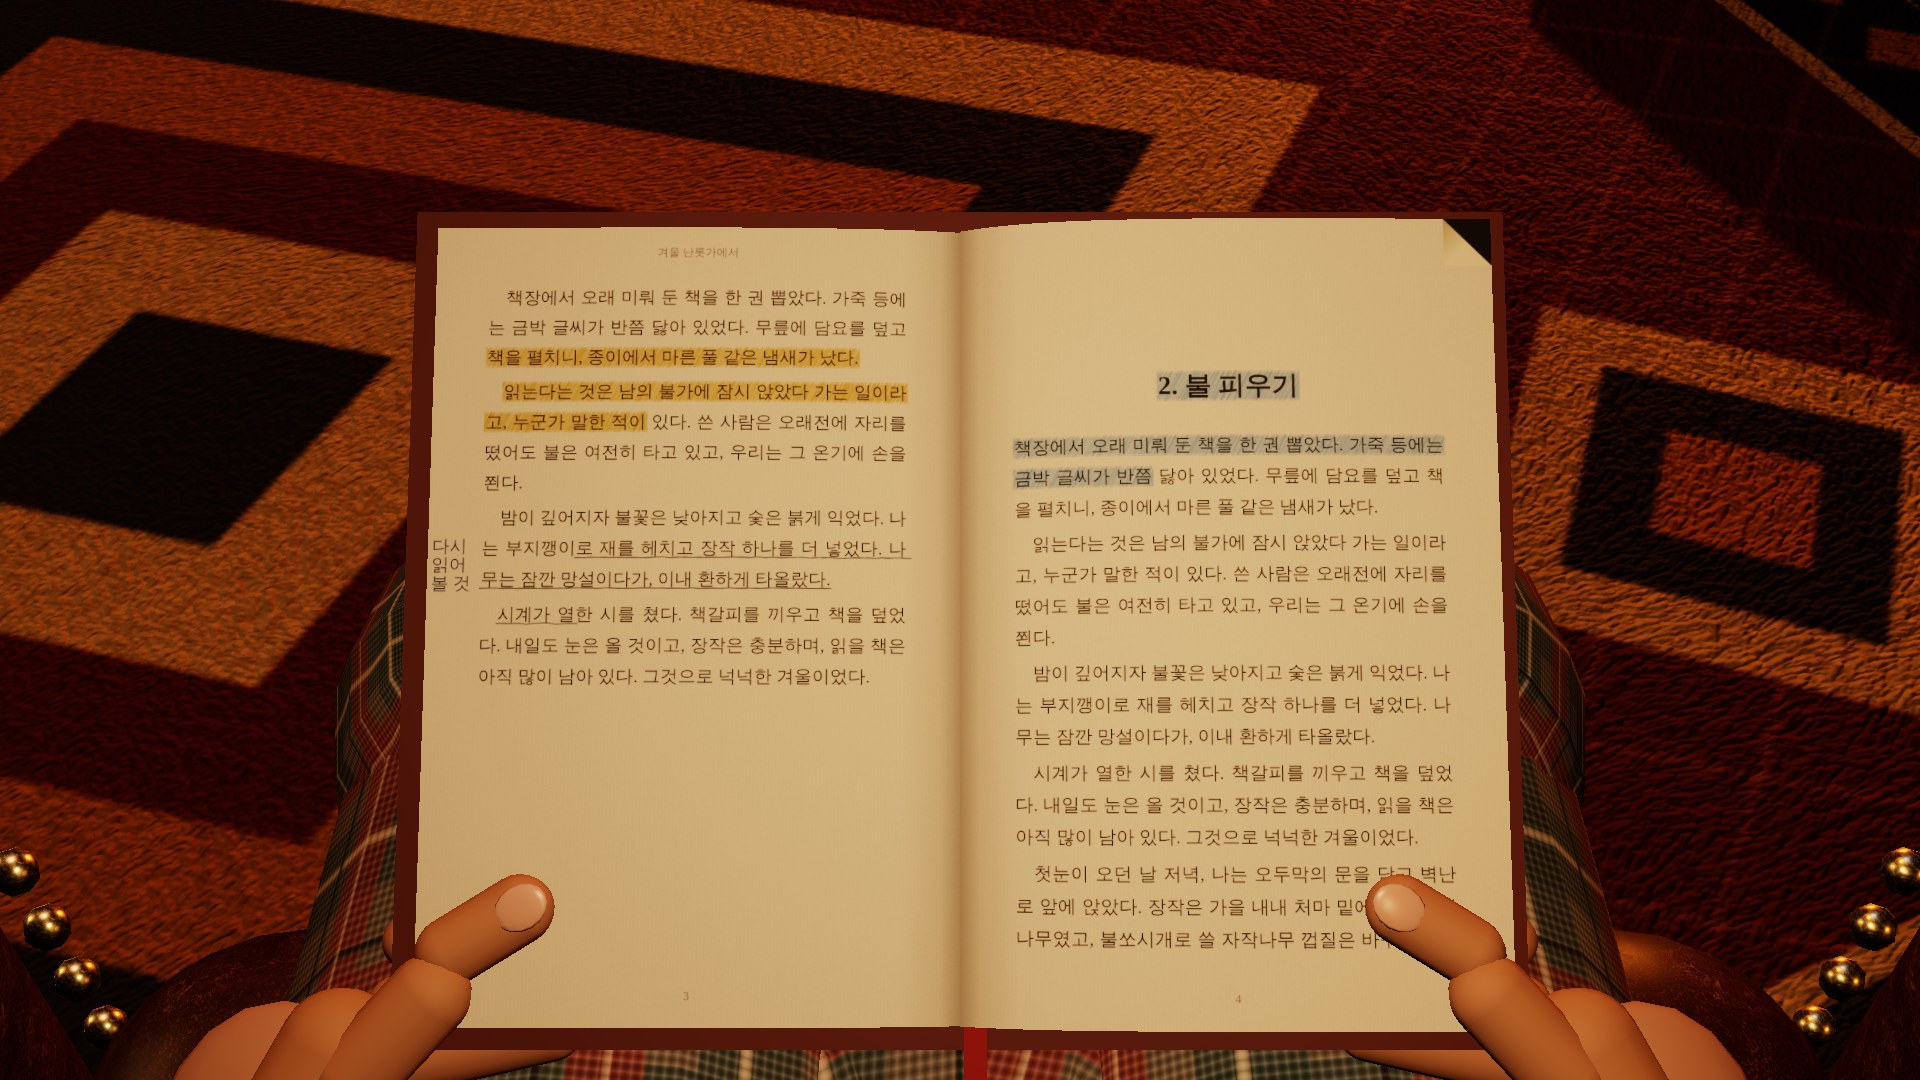 겨울 난롯가에서
책장에서 오래 미뤄 둔 책을 한 권 뽑았다. 가죽 등에
는 금박 글씨가 반쯤 닳아 있었다. 무릎에 담요를 덮고
책을 펼치니, 종이에서 마른 풀 같은 냄새가 났다.
읽는다는 것은 남의 불가에 잠시 앉았다 가는 일이라
고, 누군가 말한 적이 있다. 쓴 사람은 오래전에 자리를
떴어도 불은 여전히 타고 있고, 우리는 그 온기에 손을
쬔다.
밤이 깊어지자 불꽃은 낮아지고 숯은 붉게 익었다. 나
는 부지깽이로 재를 헤치고 장작 하나를 더 넣었다. 나
무는 잠깐 망설이다가, 이내 환하게 타올랐다.
시계가 열한 시를 쳤다. 책갈피를 끼우고 책을 덮었
다. 내일도 눈은 올 것이고, 장작은 충분하며, 읽을 책은
아직 많이 남아 있다. 그것으로 넉넉한 겨울이었다.
다시
읽어
볼 것
3
2. 불 피우기
책장에서 오래 미뤄 둔 책을 한 권 뽑았다. 가죽 등에는
금박 글씨가 반쯤 닳아 있었다. 무릎에 담요를 덮고 책
을 펼치니, 종이에서 마른 풀 같은 냄새가 났다.
읽는다는 것은 남의 불가에 잠시 앉았다 가는 일이라
고, 누군가 말한 적이 있다. 쓴 사람은 오래전에 자리를
떴어도 불은 여전히 타고 있고, 우리는 그 온기에 손을
쬔다.
밤이 깊어지자 불꽃은 낮아지고 숯은 붉게 익었다. 나
는 부지깽이로 재를 헤치고 장작 하나를 더 넣었다. 나
무는 잠깐 망설이다가, 이내 환하게 타올랐다.
시계가 열한 시를 쳤다. 책갈피를 끼우고 책을 덮었
다. 내일도 눈은 올 것이고, 장작은 충분하며, 읽을 책은
아직 많이 남아 있다. 그것으로 넉넉한 겨울이었다.
첫눈이 오던 날 저녁, 나는 오두막의 문을 닫고 벽난
로 앞에 앉았다. 장작은 가을 내내 처마 밑에
나무였고, 불쏘시개로 쓸 자작나무 껍질은
4